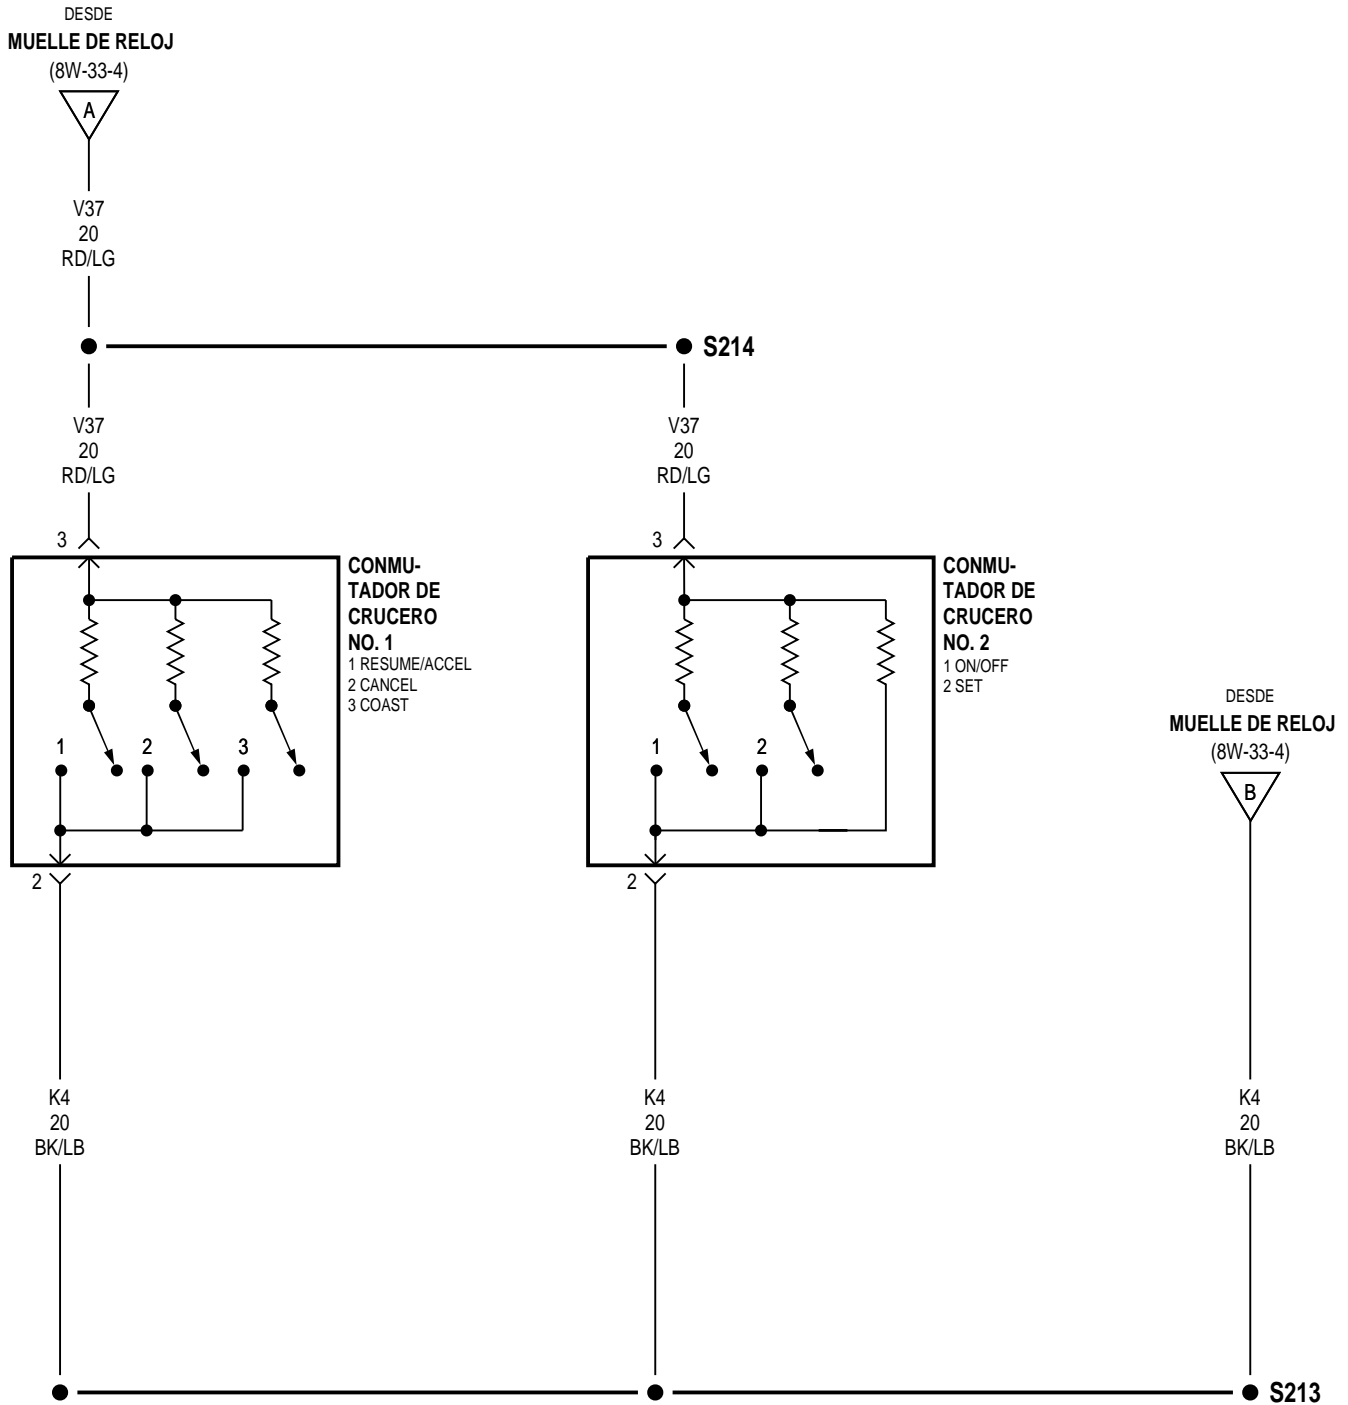 DESDE
MUELLE DE RELOJ
(8W-33-4)
A
V37
20
RD/LG
S214
V37
20
RD/LG
V37
20
RD/LG
3
CONMU-
TADOR DE
CRUCERO
NO. 1
1 RESUME/ACCEL
2 CANCEL
3 COAST
1
2
3
2
3
CONMU-
TADOR DE
CRUCERO
NO. 2
1 ON/OFF
2 SET
1
2
2
DESDE
MUELLE DE RELOJ
(8W-33-4)
B
K4
20
BK/LB
K4
20
BK/LB
K4
20
BK/LB
S213